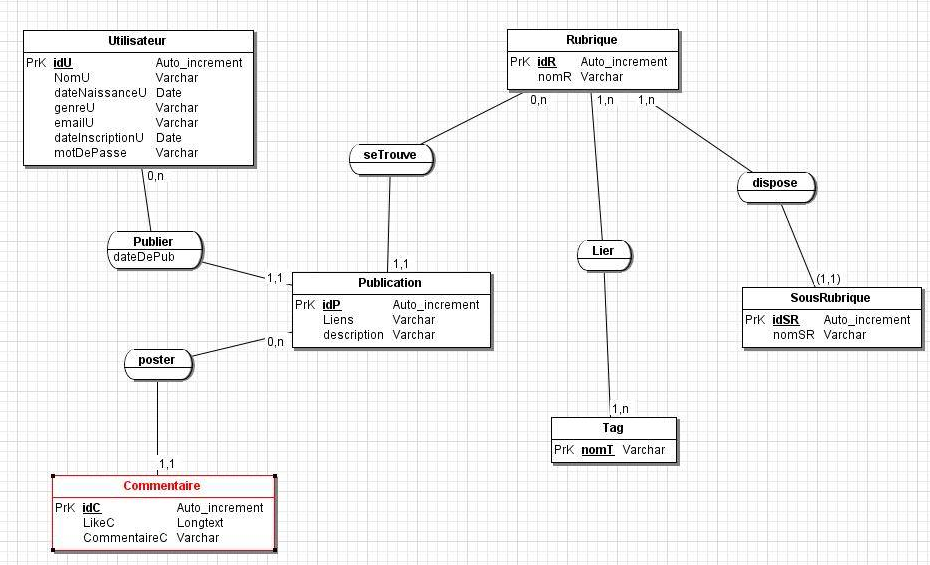 Utilisateur
PrK idU Auto_increment
NomU Varchar
dateNaissanceU Date
genreU Varchar
emailU Varchar
dateInscriptionU Date
motDePasse Varchar
0,n
Publier
dateDePub
1,1
Rubrique
PrK idR Auto_increment
nomR Varchar
0,n
1,n
1,n
seTrouve
1,1
Publication
PrK idP Auto_increment
Liens Varchar
description Varchar
0,n
poster
1,1
Commentaire
PrK idC Auto_increment
LikeC Longtext
CommentaireC Varchar
Lier
1,n
Tag
PrK nomT Varchar
dispose
(1,1)
SousRubrique
PrK idSR Auto_increment
nomSR Varchar